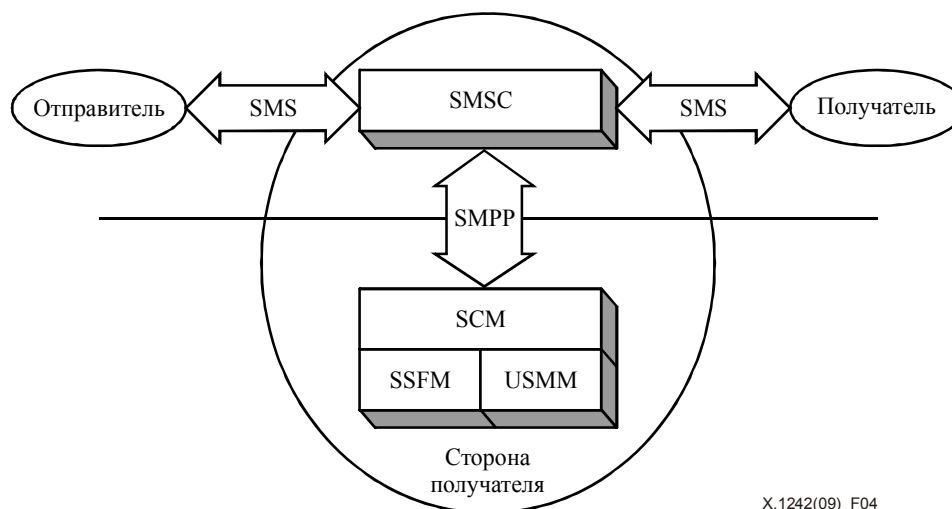 Отправитель
SMS
SMSC
SMS
Получатель
SMPP
SCM
SSFM
USMM
Сторона
получателя
X.1242(09)_F04